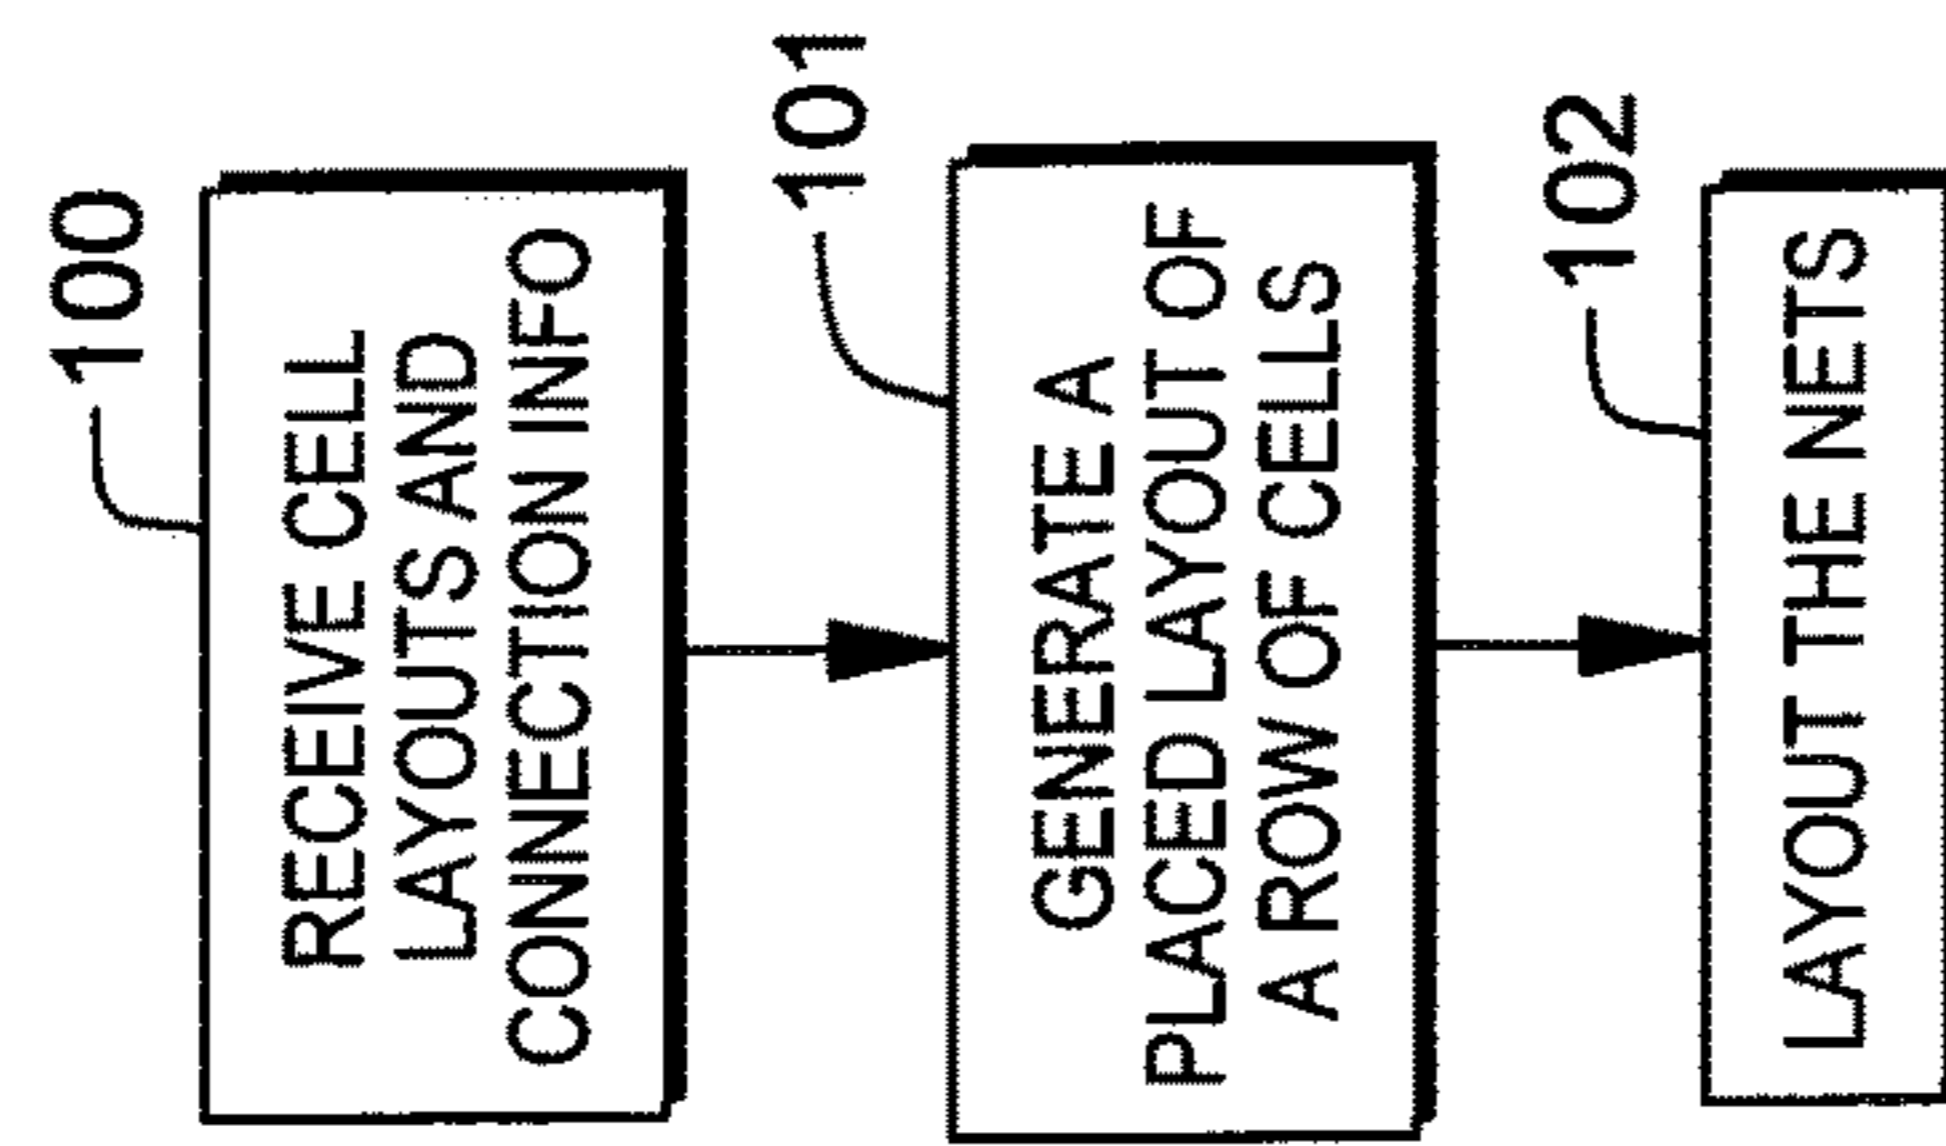 100
RECEIVE CELL
LAYOUTS AND
CONNECTION INFO
101
GENERATE A
PLACED LAYOUT OF
A ROW OF CELLS
102
LAYOUT THE NETS